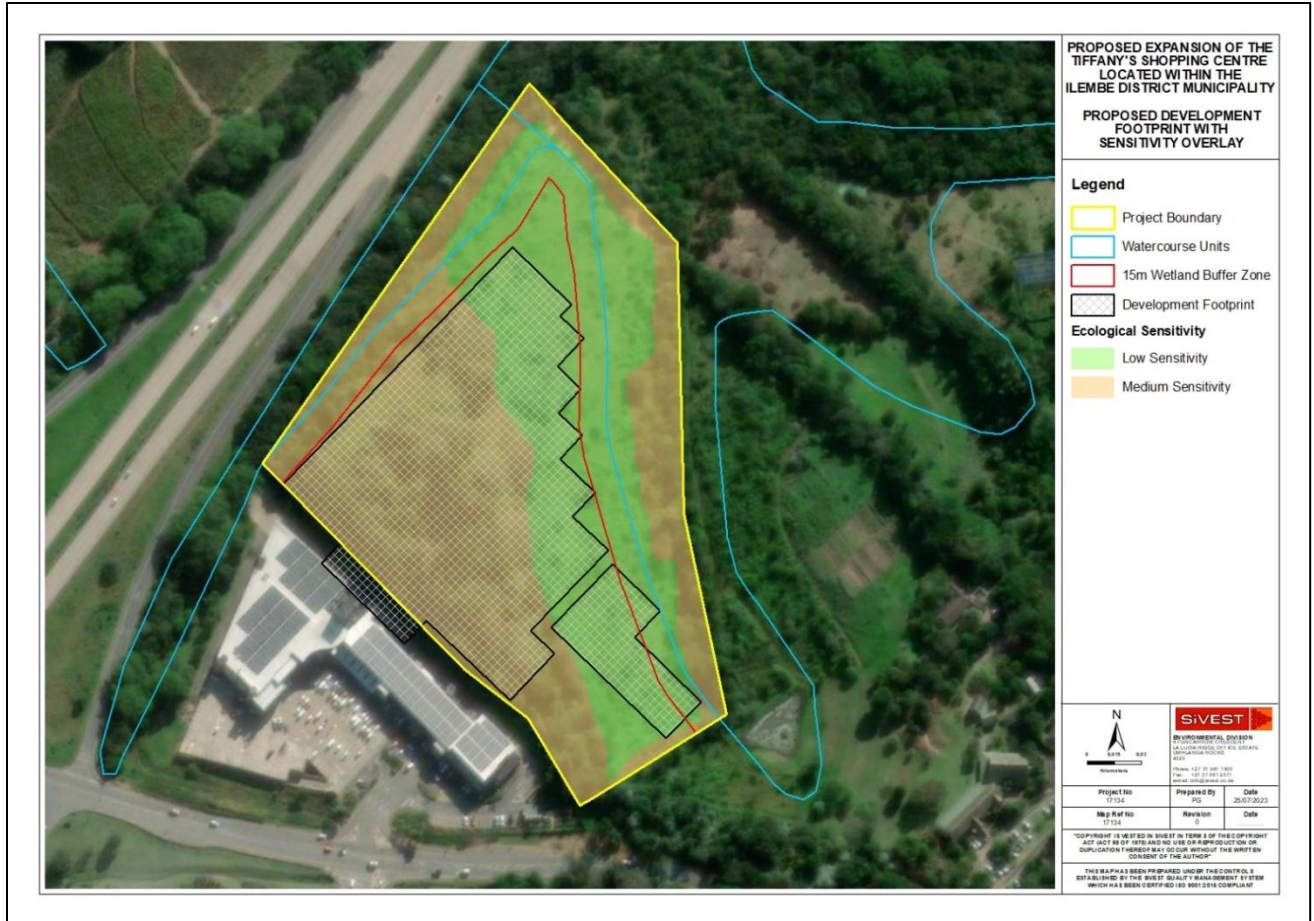 PROPOSED EXPANSION OF THE
TIFFANY'S SHOPPING CENTRE
LOCATED WITHIN THE
ILEMBE DISTRICT MUNICIPALITY
PROPOSED DEVELOPMENT
FOOTPRINT WITH
SENSITIVITY OVERLAY
Legend
Project Boundary
Watercourse Units
15m Wetland Buffer Zone
Development Footprint
Ecological Sensitivity
Low Sensitivity
Medium Sensitivity
N
Kilometers
SiVEST
ENVIRONMENTAL DIVISION
Project No
17134
Prepared By
PG
Date
25/07/2023
Map Ref No
17134
Revision
0
Date
"COPYRIGHT IS VESTED IN SIVEST IN TERMS OF THE COPYRIGHT
ACT (ACT 98 OF 1978) AND NO USE OR REPRODUCTION OR
DUPLICATION THEREOF MAY OCCUR WITHOUT THE WRITTEN
CONSENT OF THE AUTHOR"
THIS MAP HAS BEEN PREPARED UNDER THE CONTROLS
ESTABLISHED BY THE SIVEST QUALITY MANAGEMENT SYSTEM
WHICH HAS BEEN CERTIFIED ISO 9001:2015 COMPLIANT